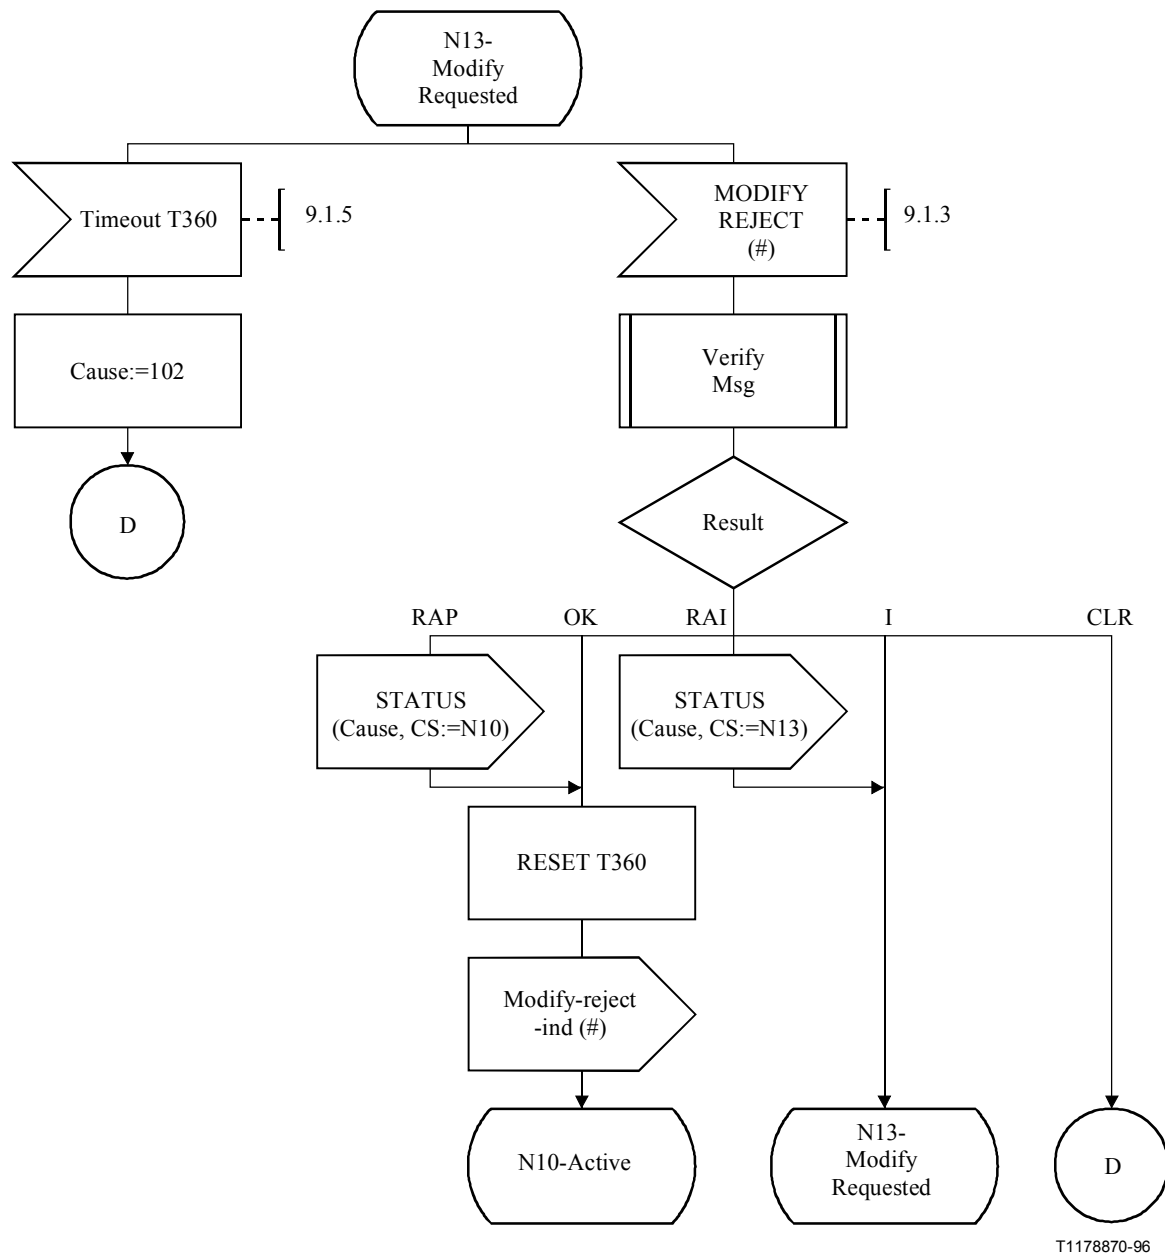 N13-
Modify
Requested
Timeout T360
9.1.5
MODIFY
REJECT
(#)
9.1.3
Cause:=102
Verify
Msg
D
Result
RAP
OK
RAI
I
CLR
STATUS
(Cause, CS:=N10)
STATUS
(Cause, CS:=N13)
RESET T360
Modify-reject
-ind (#)
N10-Active
N13-
Modify
Requested
D
T1178870-96